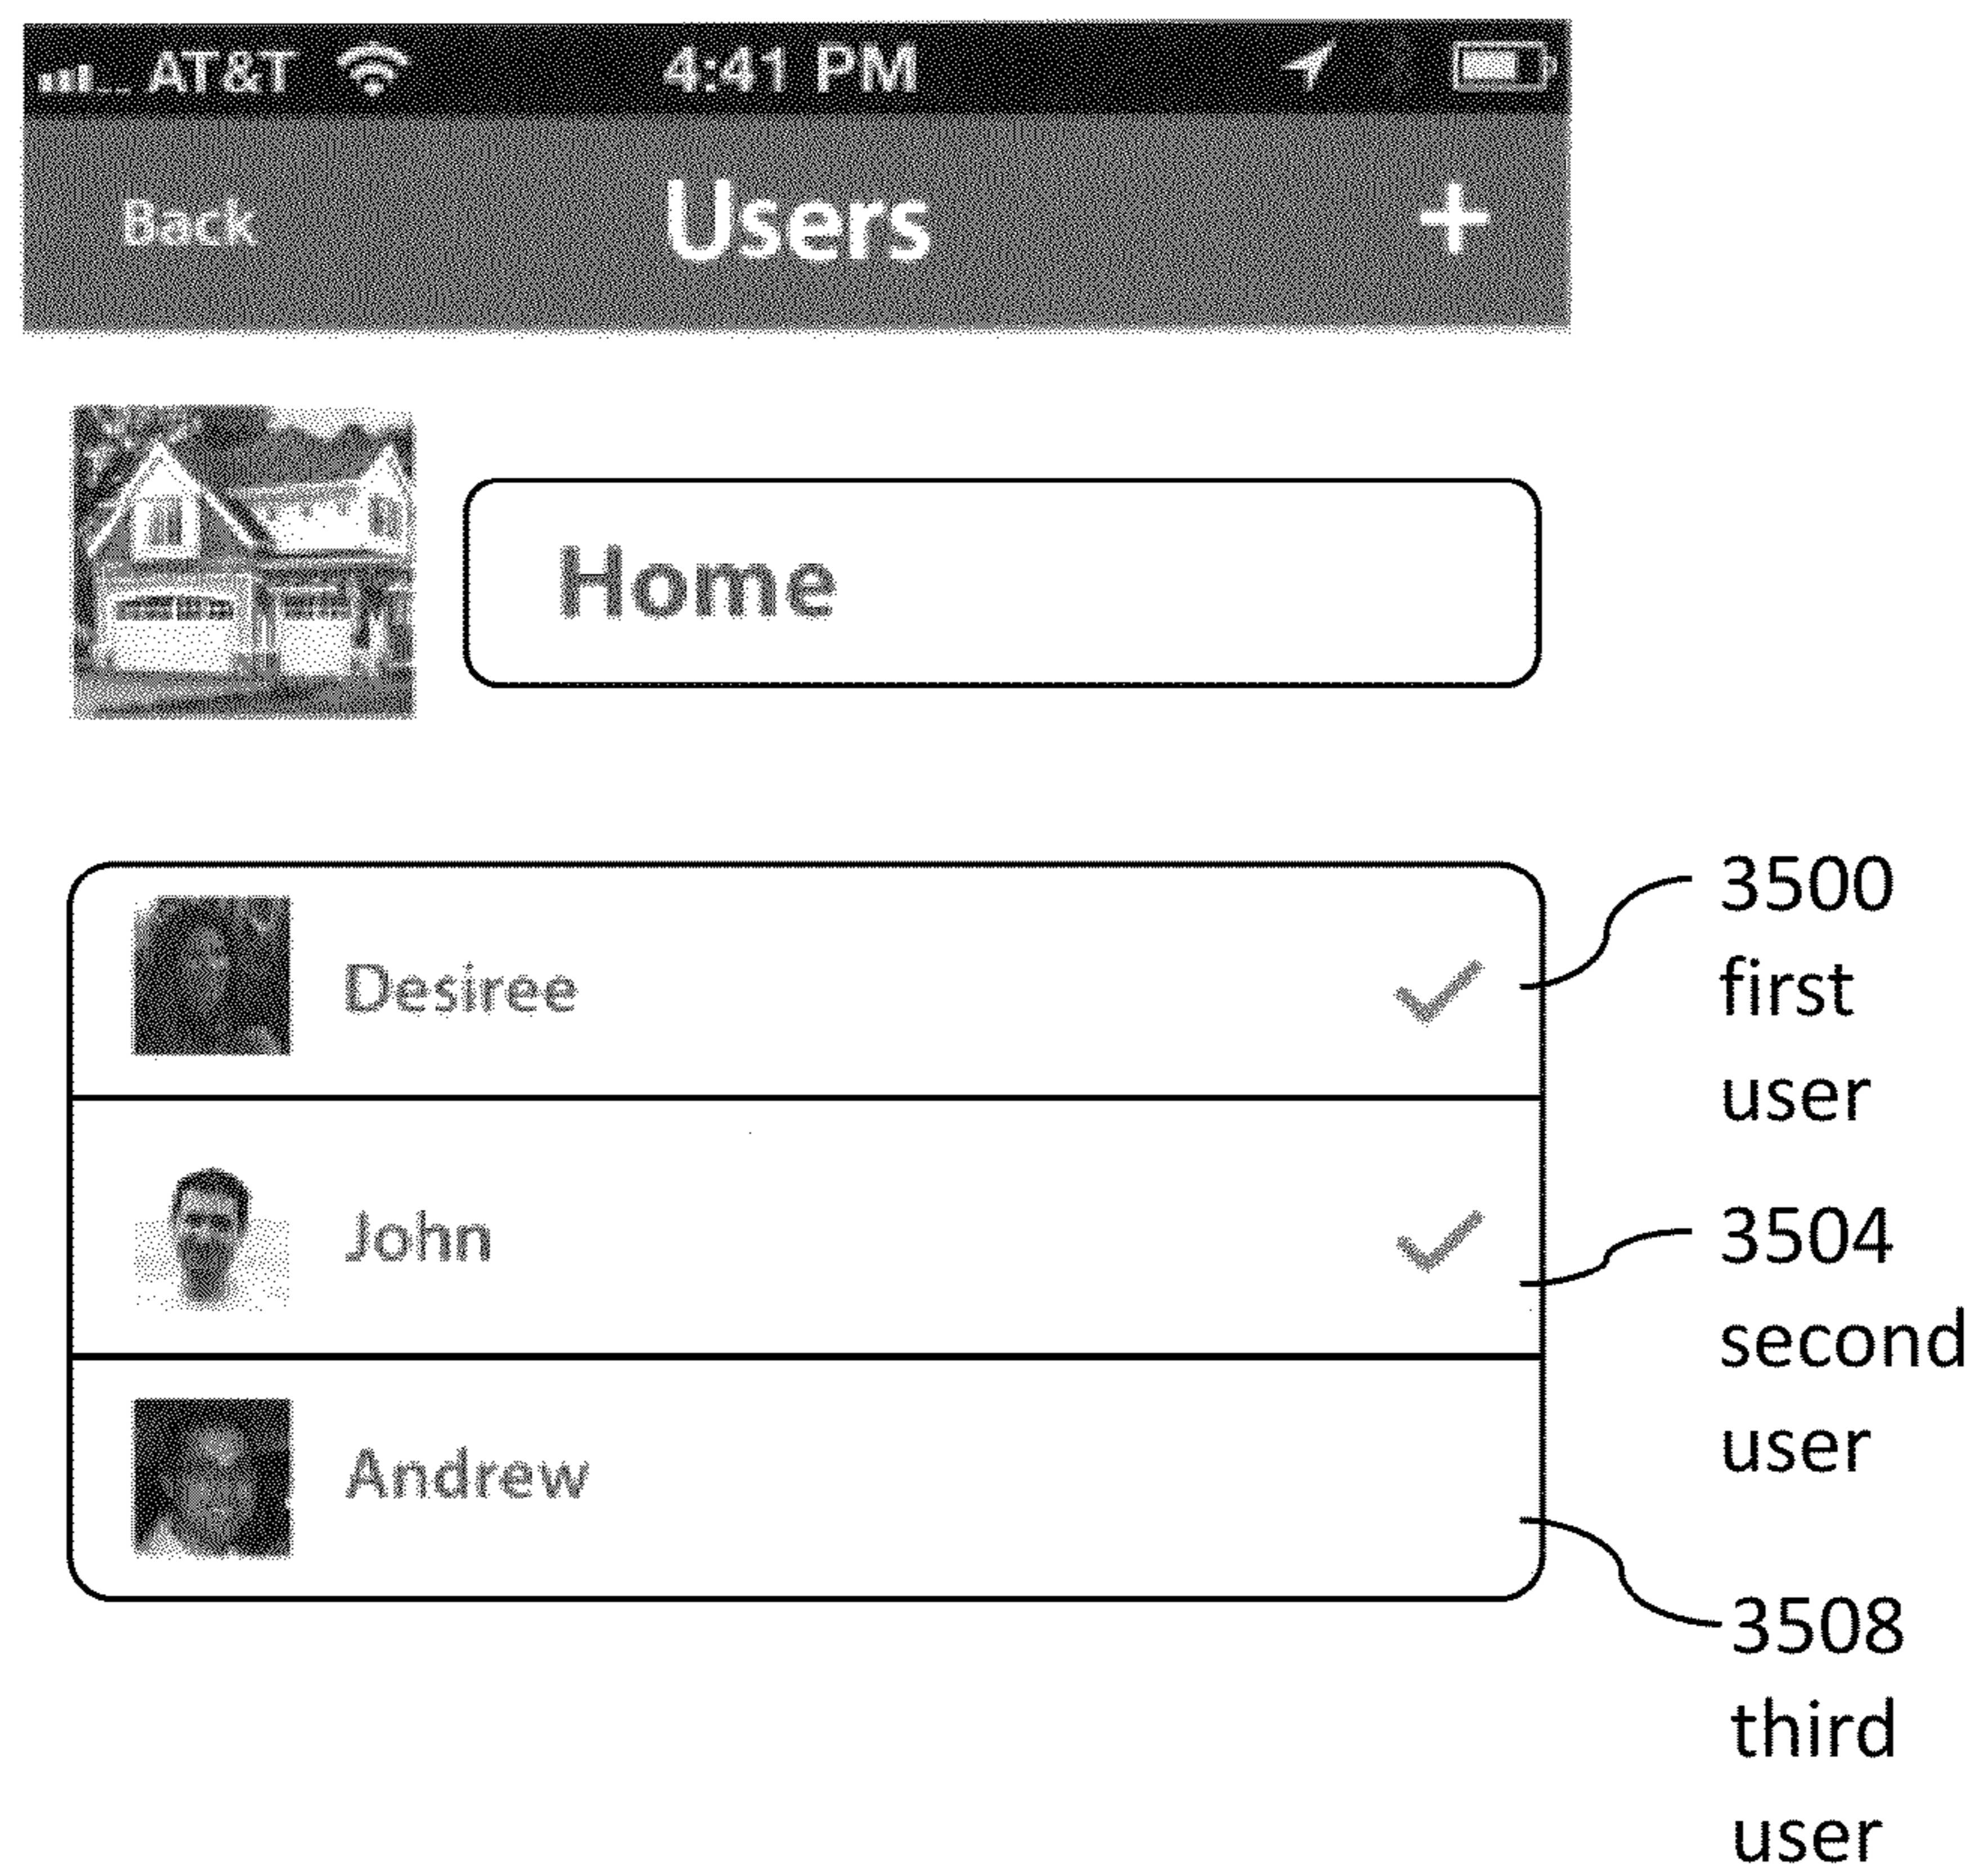 AT&T 4:41 PM
Back Users +
Home
Desiree
John
Andrew
3500
first
user
3504
second
user
3508
third
user